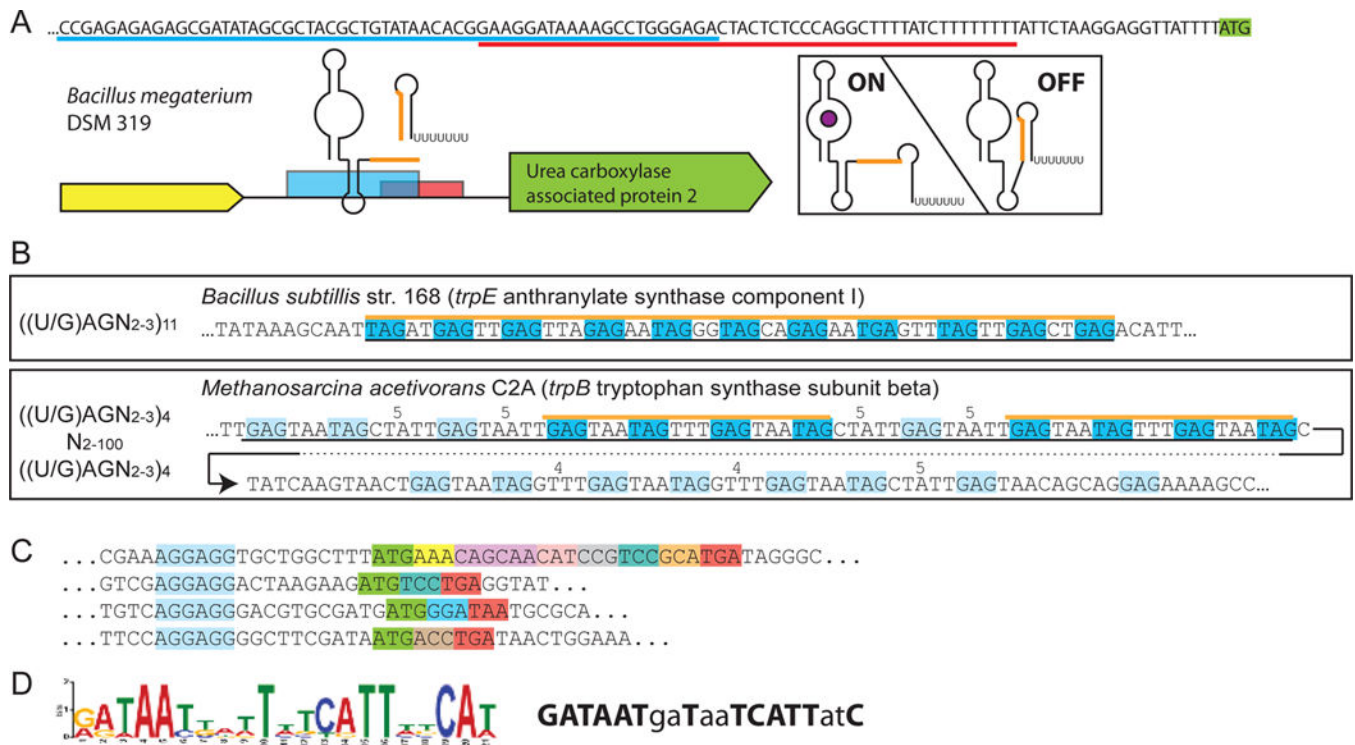 A
...CCGAGAGAGAGCGATATAGCGCTACGCTGTATAACACGGAAGGATAAAAGCCTGGGAGACTACTCTCCCAGGCTTTTATCTTTTTTTTATTCTAAGGAGGTTATTTTATG
Bacillus megaterium
DSM 319
UUUUUUU
Urea carboxylase
associated protein 2
ON
OFF
UUUUUUU
UUUUUUU
B
Bacillus subtillis str. 168 (trpE anthranylate synthase component I)
((U/G)AGN2-3)11
...TATAAAGCAATTAGATGAGTTGAGTTAGAGAATAGGGTAGCAGAGAATGAGTTTAGTTGAGCTGAGACATT...
Methanosarcina acetivorans C2A (trpB tryptophan synthase subunit beta)
((U/G)AGN2-3)4
N2-100
((U/G)AGN2-3)4
5 5 5 5
...TTGAGTAATAGCTATTGAGTAATTGAGTAATAGTTTGAGTAATAGCTATTGAGTAATTGAGTAATAGTTTGAGTAATAGC
4 4 5
TATCAAGTAACTGAGTAATAGGTTTGAGTAATAGGTTTGAGTAATAGCTATTGAGTAACAGCAGGAGAAAAGCC...
C
...CGAAAGGAGGTGCTGGCTTTATGAAACAGCAACATCCGTCCGCATGATAGGGC...
...GTCGAGGAGGACTAAGAAGATGTCCTGAGGTAT...
...TGTCAGGAGGGACGTGCGATGATGGGATAATGCGCA...
...TTCCAGGAGGGGCTTCGATAATGACCTGATAACTGGAAA...
D
GATAATgaTaaTCATTatC